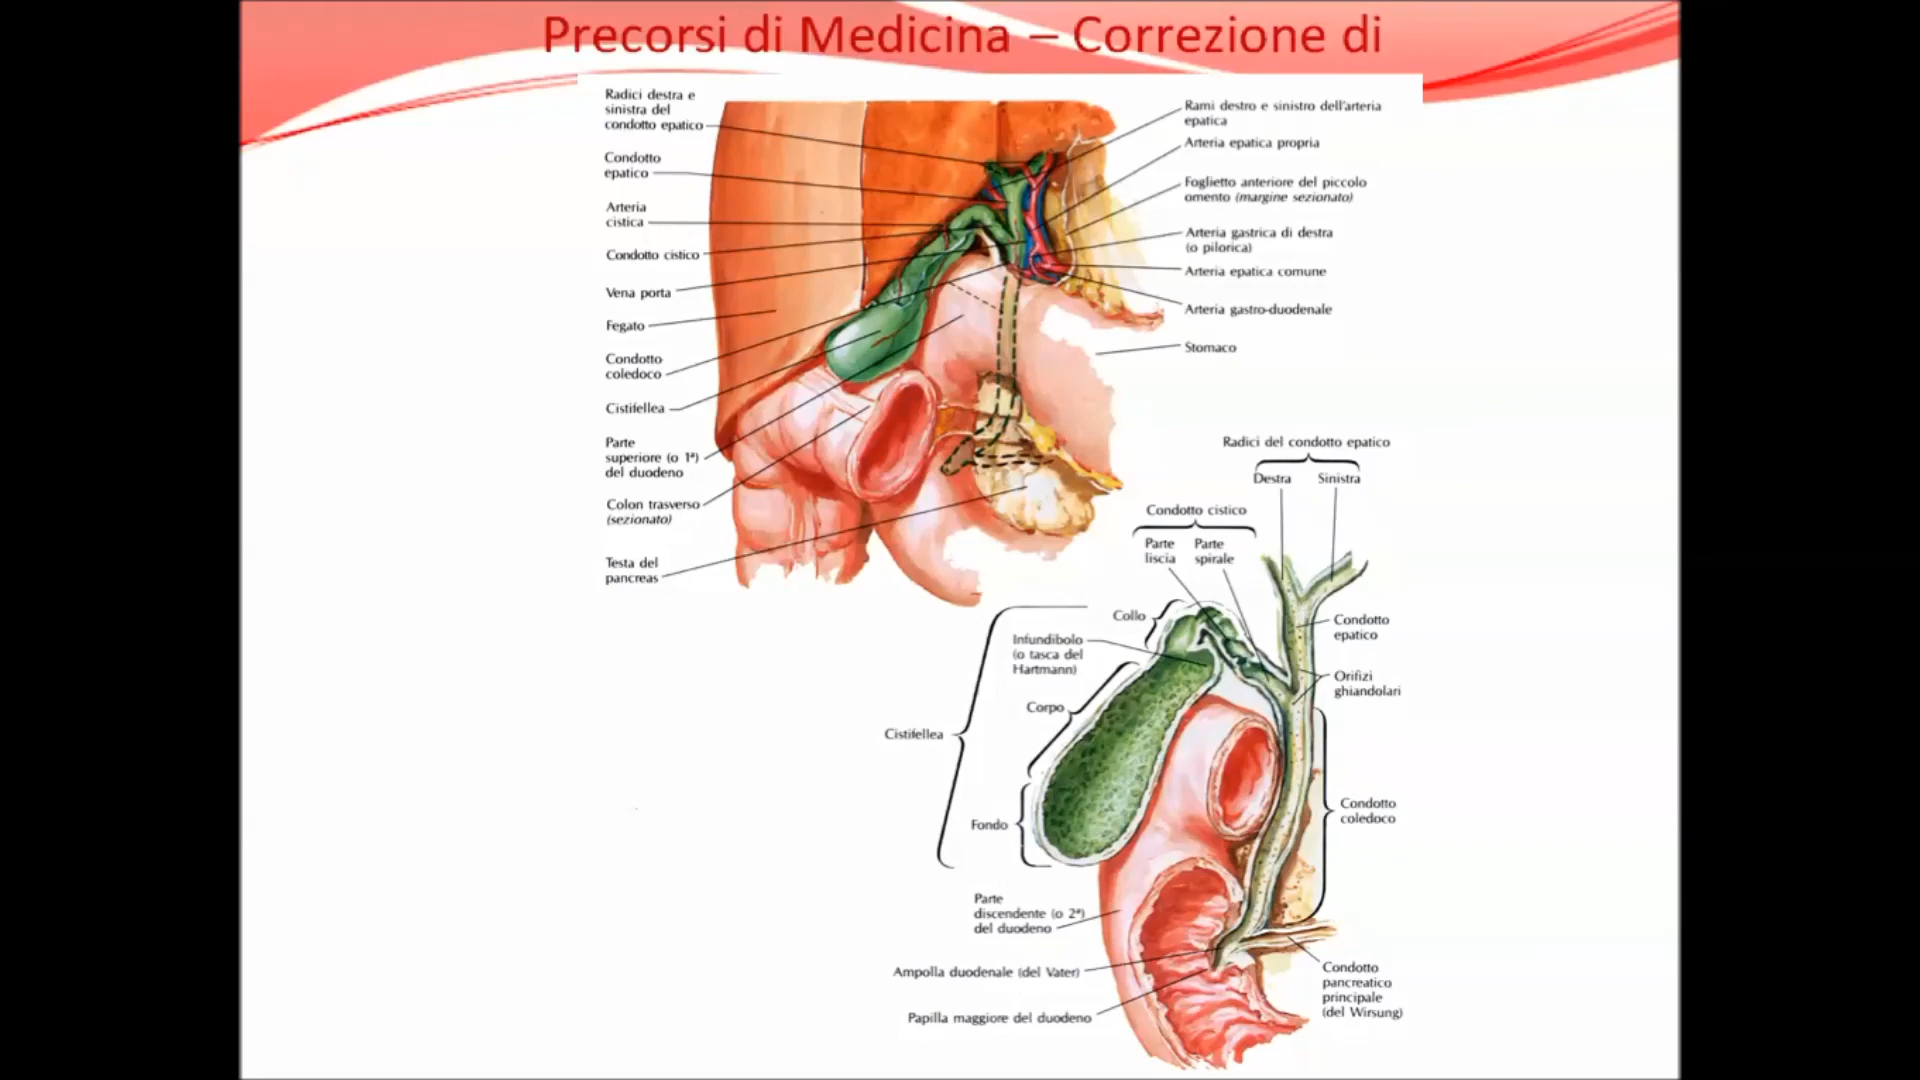 Precorsi di Medicina – Correzione di
Radici destra e
sinistra del
condotto epatico
Condotto
epatico
Arteria
cistica
Condotto cistico
Vena porta
Fegato
Condotto
coledoco
Cistifellea
Parte
superiore (o 1ª)
del duodeno
Colon trasverso
(sezionato)
Testa del
pancreas
Rami destro e sinistro dell'arteria
epatica
Arteria epatica propria
Foglietto anteriore del piccolo
omento (margine sezionato)
Arteria gastrica di destra
(o pilorica)
Arteria epatica comune
Arteria gastro-duodenale
Stomaco
Radici del condotto epatico
Destra Sinistra
Condotto cistico
Parte
liscia
Parte
spirale
Collo
Infundibolo
(o tasca del
Hartmann)
Corpo
Cistifellea
Fondo
Parte
discendente (o 2ª)
del duodeno
Ampolla duodenale (del Vater)
Papilla maggiore del duodeno
Condotto
epatico
Orifizi
ghiandolari
Condotto
coledoco
Condotto
pancreatico
principale
(del Wirsung)